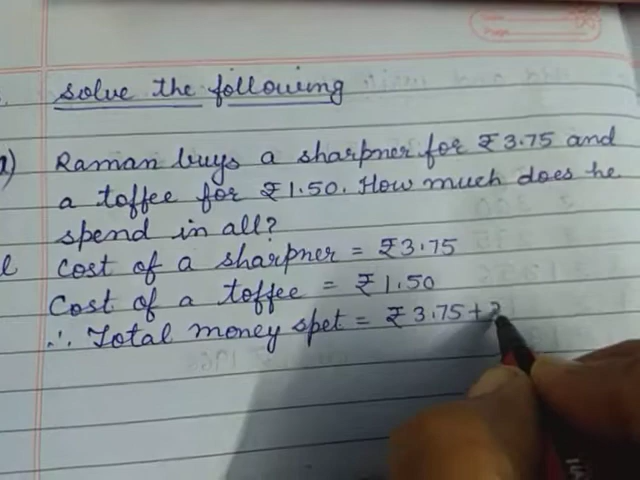 solve the following
a) Raman buys a sharpner for ₹3.75 and
a toffee for ₹1.50. How much does he
spend in all?
Cost of a sharpner = ₹3.75
Cost of a toffee = ₹1.50
∴ Total money spet = ₹3.75+